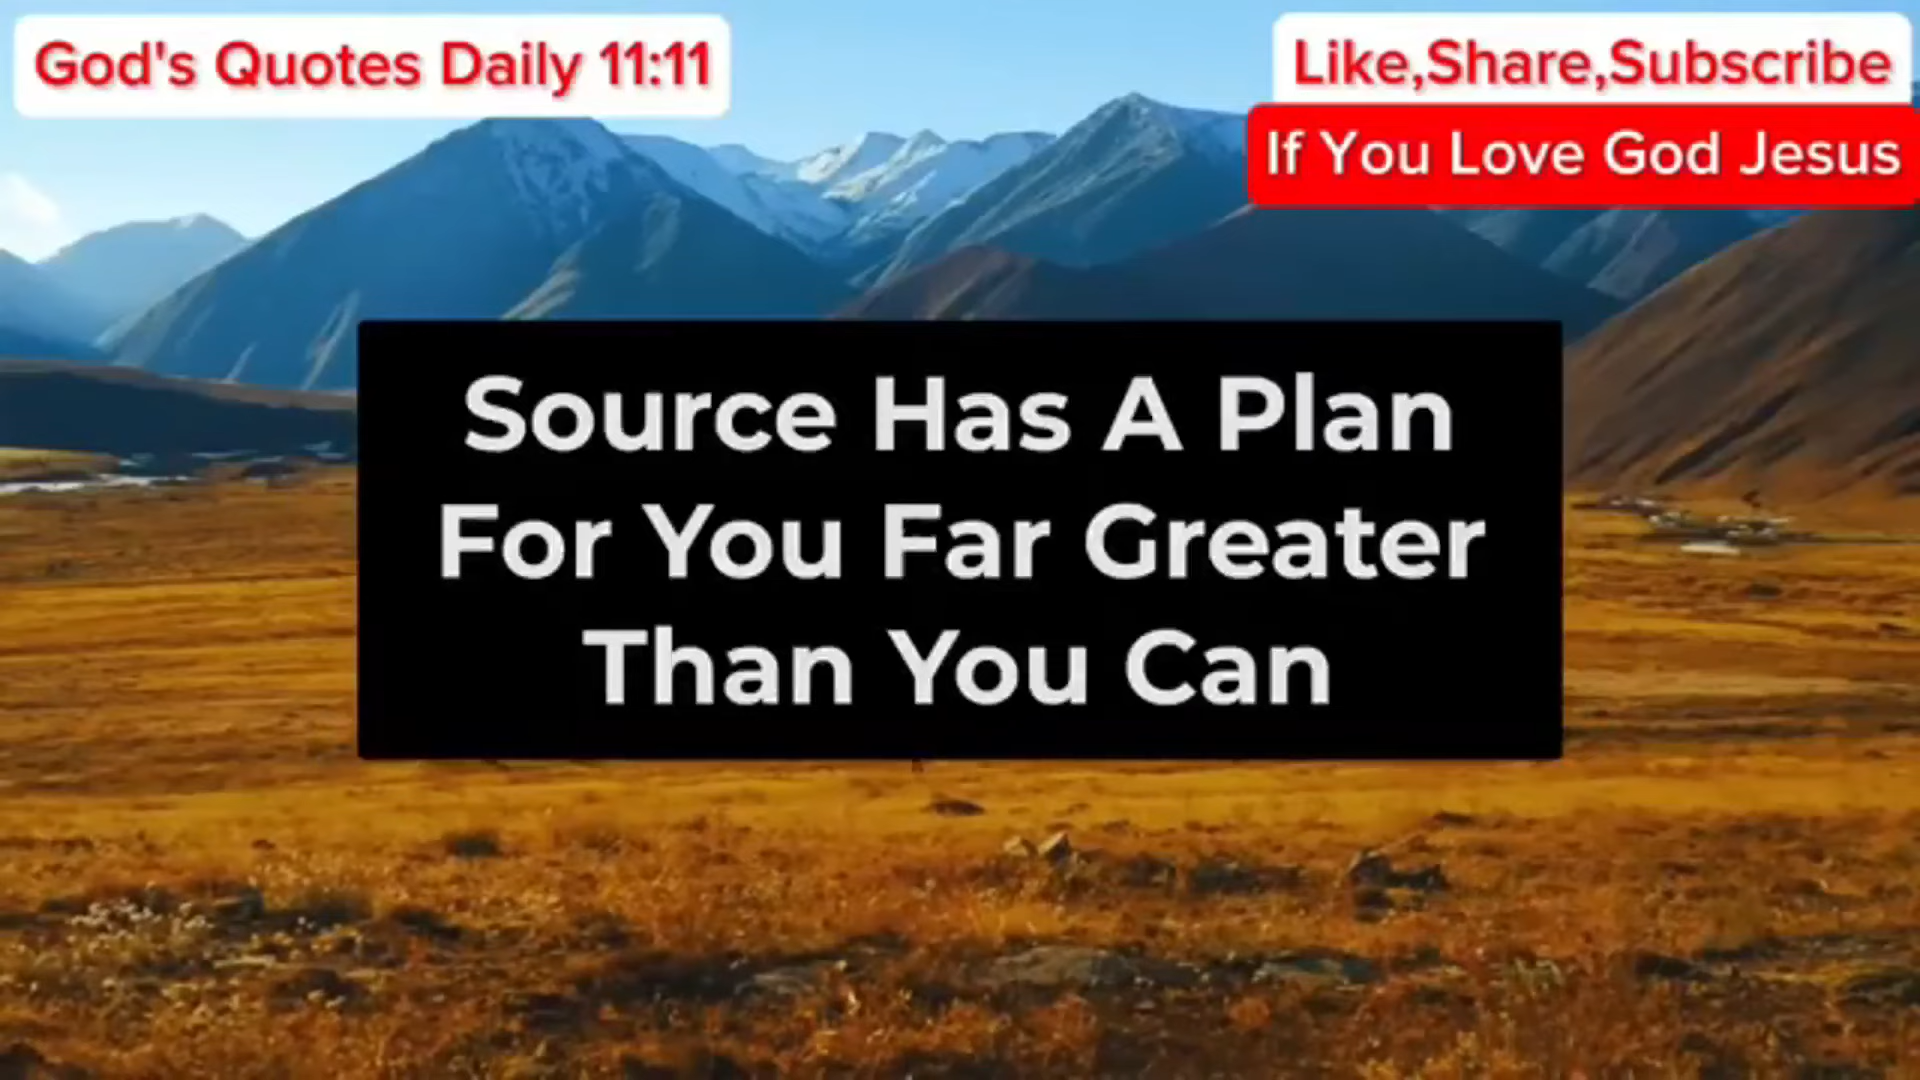 God's Quotes Daily 11:11
Like,Share,Subscribe
If You Love God Jesus
Source Has A Plan
For You Far Greater
Than You Can